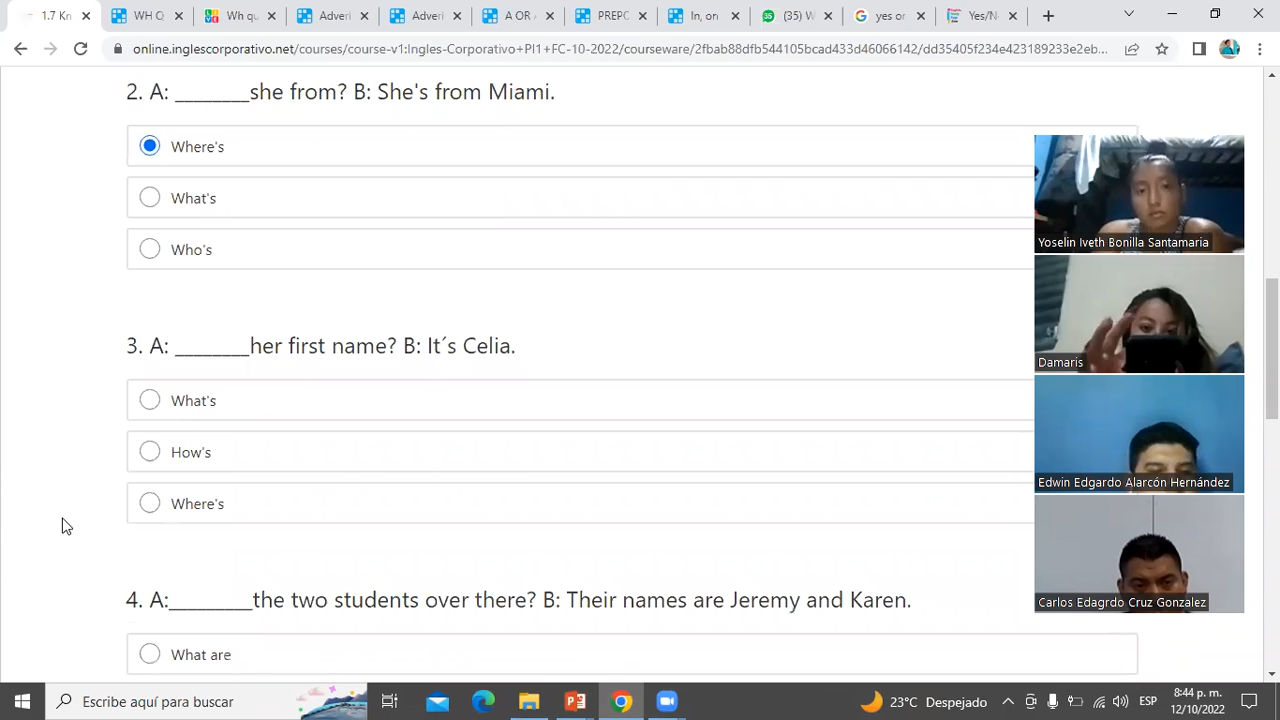 1.7 Kn
WH Q
Wh qu
Adverl
Adverl
A OR A
PREPC
In, on
(35) W
yes or
Yes/N
online.inglescorporativo.net/courses/course-v1:Ingles-Corporativo+PI1+FC-10-2022/courseware/2fbab88dfb544105bcad433d46066142/dd35405f234e423189233e2eb...
2. A: ________she from? B: She's from Miami.
Where's
What's
Who's
3. A: ________her first name? B: It´s Celia.
What's
How's
Where's
4. A:_________the two students over there? B: Their names are Jeremy and Karen.
What are
Yoselin Iveth Bonilla Santamaria
Damaris
Edwin Edgardo Alarcón Hernández
Carlos Edagrdo Cruz Gonzalez
Escribe aquí para buscar
23°C Despejado
ESP
8:44 p. m.
12/10/2022